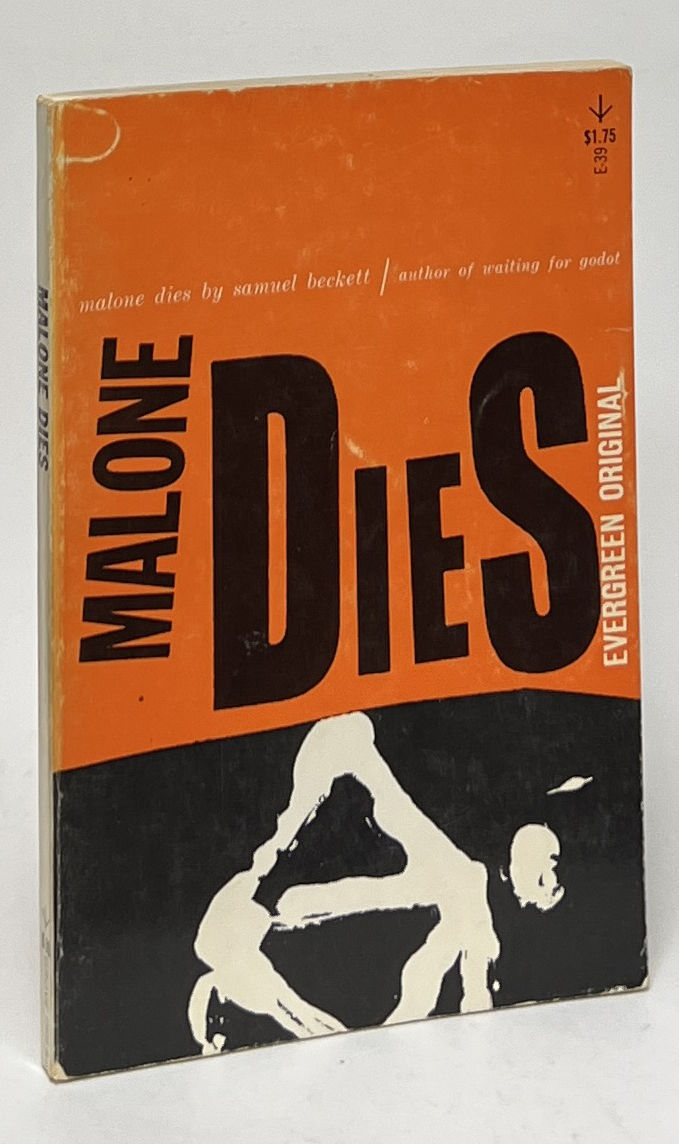 $1.75
E-39
malone dies by samuel beckett / author of waiting for godot
MALONE
DIES
EVERGREEN ORIGINAL
MALONE DIES